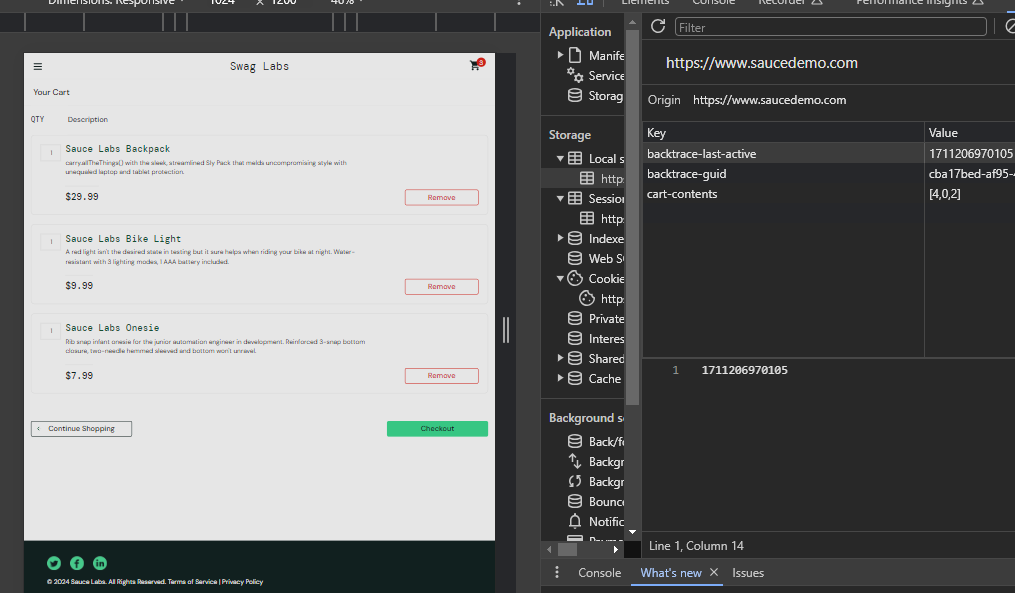 Dimensions: Responsive 1024 x 1200 48%
Elements Console Recorder Performance insights
Swag Labs
3
Your Cart
QTY Description
1
Sauce Labs Backpack
carry.allTheThings() with the sleek, streamlined Sly Pack that melds uncompromising style with
unequaled laptop and tablet protection.
$29.99
Remove
1
Sauce Labs Bike Light
A red light isn't the desired state in testing but it sure helps when riding your bike at night. Water-
resistant with 3 lighting modes, 1 AAA battery included.
$9.99
Remove
1
Sauce Labs Onesie
Rib snap infant onesie for the junior automation engineer in development. Reinforced 3-snap bottom
closure, two-needle hemmed sleeved and bottom won't unravel.
$7.99
Remove
Continue Shopping
Checkout
© 2024 Sauce Labs. All Rights Reserved. Terms of Service | Privacy Policy
Application
Manife
Service
Storag
Storage
Local s
https
Session
https
Indexe
Web S
Cookie
https
Private
Interes
Shared
Cache
Background se
Back/fo
Backgr
Backgr
Bounce
Notific
Filter
https://www.saucedemo.com
Origin https://www.saucedemo.com
Key Value
backtrace-last-active 1711206970105
backtrace-guid cba17bed-af95-4
cart-contents [4,0,2]
1 1711206970105
Line 1, Column 14
Console What's new Issues